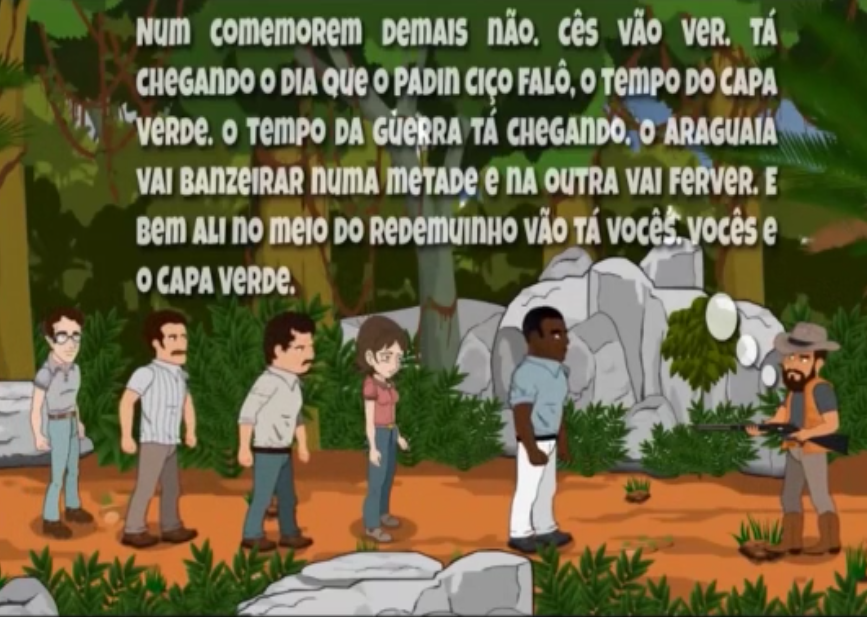 Num comemorem demais não. Cês vão ver. Tá
chegando o dia que o Padin Ciço falô, o tempo do Capa
Verde. O tempo da guerra tá chegando. O Araguaia
vai banzeirar numa metade e na outra vai ferver. E
bem ali no meio do redemuinho vão tá vocês. Vocês e
o Capa Verde.